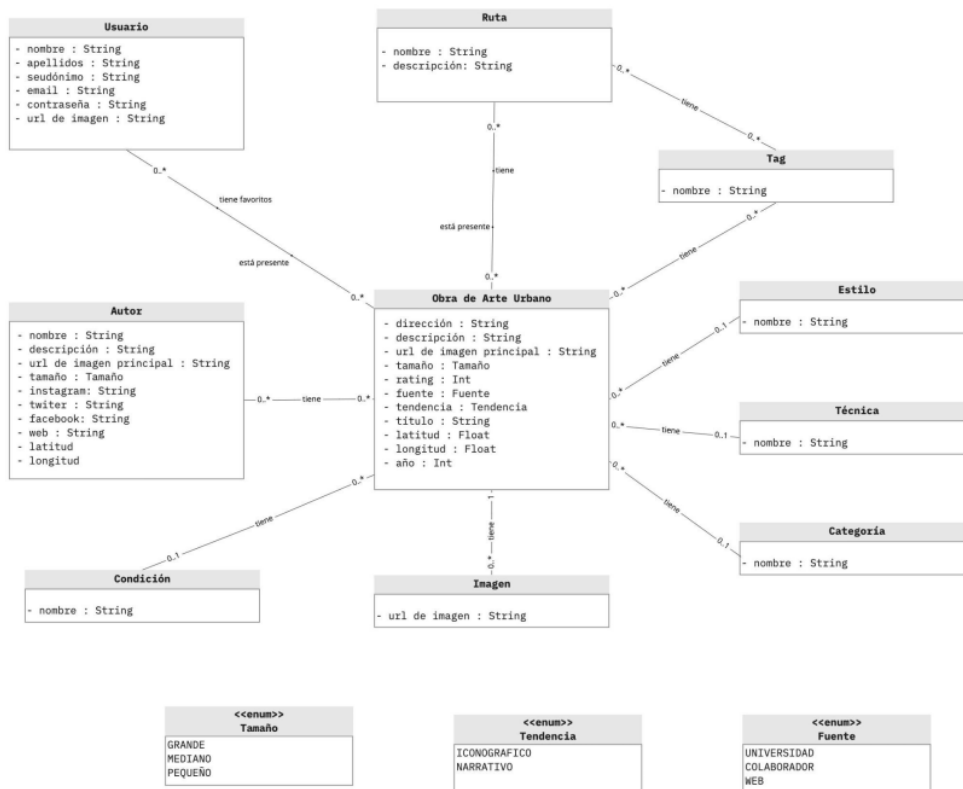 Usuario
- nombre : String
- apellidos : String
- seudónimo : String
- email : String
- contraseña : String
- url de imagen : String
Ruta
- nombre : String
- descripción: String
0..*
tiene
0..*
Tag
- nombre : String
0..*
tiene favoritos
está presente
0..*
0..*
tiene
está presente
0..*
0..*
tiene
0..*
Autor
- nombre : String
- descripción : String
- url de imagen principal : String
- tamaño : Tamaño
- instagram: String
- twiter : String
- facebook: String
- web : String
- latitud
- longitud
0..*
tiene
0..*
Obra de Arte Urbano
- dirección : String
- descripción : String
- url de imagen principal : String
- tamaño : Tamaño
- rating : Int
- fuente : Fuente
- tendencia : Tendencia
- título : String
- latitud : Float
- longitud : Float
- año : Int
Estilo
- nombre : String
0..1
tiene
0..*
Técnica
- nombre : String
0..*
tiene
0..1
Categoría
- nombre : String
0..*
tiene
0..1
0..*
tiene
0..1
Condición
- nombre : String
1
tiene
0..*
Imagen
- url de imagen : String
<<enum>>
Tamaño
GRANDE
MEDIANO
PEQUEÑO
<<enum>>
Tendencia
ICONOGRAFICO
NARRATIVO
<<enum>>
Fuente
UNIVERSIDAD
COLABORADOR
WEB